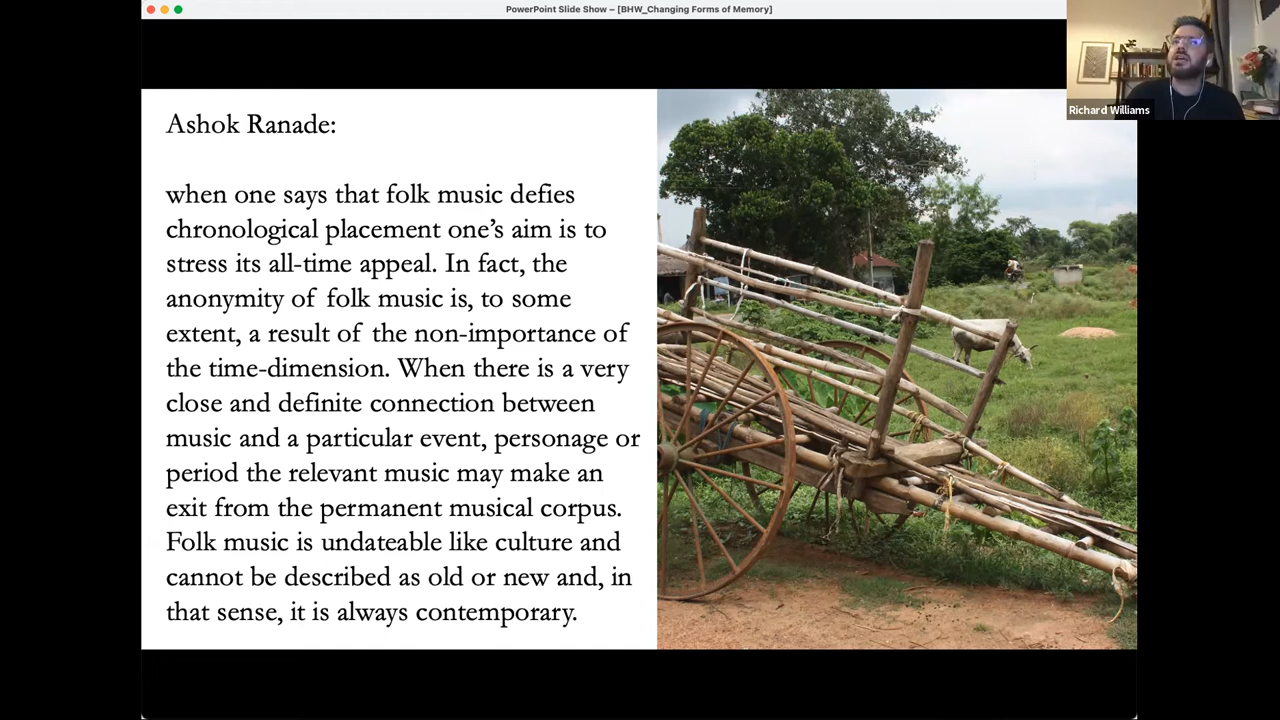 PowerPoint Slide Show – [BHW_Changing Forms of Memory]
Richard Williams
Ashok Ranade:
when one says that folk music defies
chronological placement one’s aim is to
stress its all-time appeal. In fact, the
anonymity of folk music is, to some
extent, a result of the non-importance of
the time-dimension. When there is a very
close and definite connection between
music and a particular event, personage or
period the relevant music may make an
exit from the permanent musical corpus.
Folk music is undateable like culture and
cannot be described as old or new and, in
that sense, it is always contemporary.